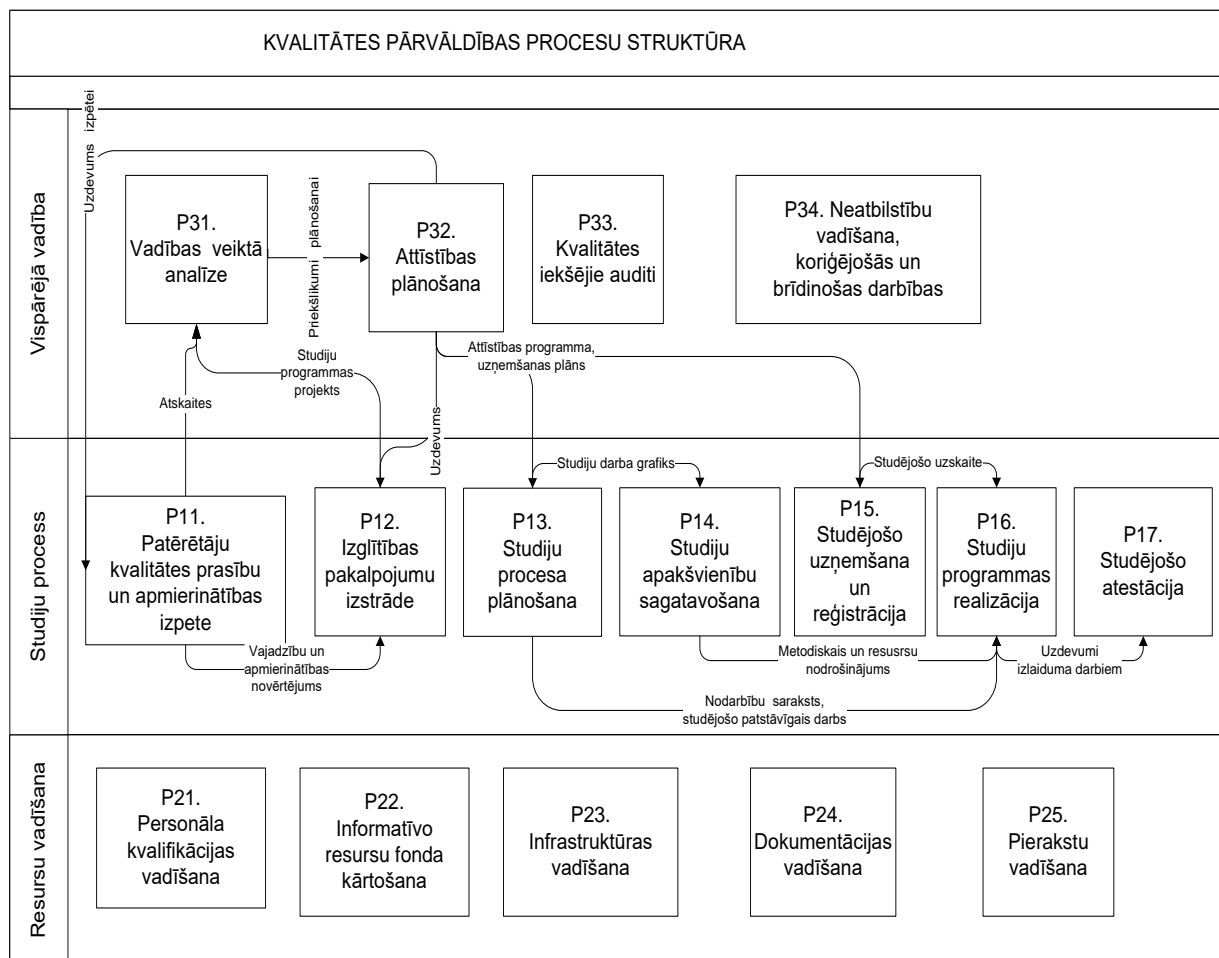 KVALITĀTES PĀRVĀLDĪBAS PROCESU STRUKTŪRA
Vispārējā vadība
Uzdevums izpētei
P31.
Vadības veiktā
analīze
Priekšlikumi plānošanai
P32.
Attīstības
plānošana
P33.
Kvalitātes
iekšējie auditi
P34. Neatbilstību
vadīšana,
koriģējošās un
brīdinošas darbības
Atskaites
Studiju
programmas
projekts
Uzdevums
Attīstības programma,
uzņemšanas plāns
Studiju process
Studiju darba grafiks
Studējošo uzskaite
P11.
Patērētāju
kvalitātes prasību
un apmierinātības
izpete
P12.
Izglītības
pakalpojumu
izstrāde
P13.
Studiju
procesa
plānošana
P14.
Studiju
apakšvienību
sagatavošana
P15.
Studējošo
uzņemšana
un
reģistrācija
P16.
Studiju
programmas
realizācija
P17.
Studējošo
atestācija
Vajadzību un
apmierinātības
novērtējums
Metodiskais un resusrsu
nodrošinājums
Uzdevumi
izlaiduma darbiem
Nodarbību saraksts,
studējošo patstāvīgais darbs
Resursu vadīšana
P21.
Personāla
kvalifikācijas
vadīšana
P22.
Informatīvo
resursu fonda
kārtošana
P23.
Infrastruktūras
vadīšana
P24.
Dokumentācijas
vadīšana
P25.
Pierakstu
vadīšana